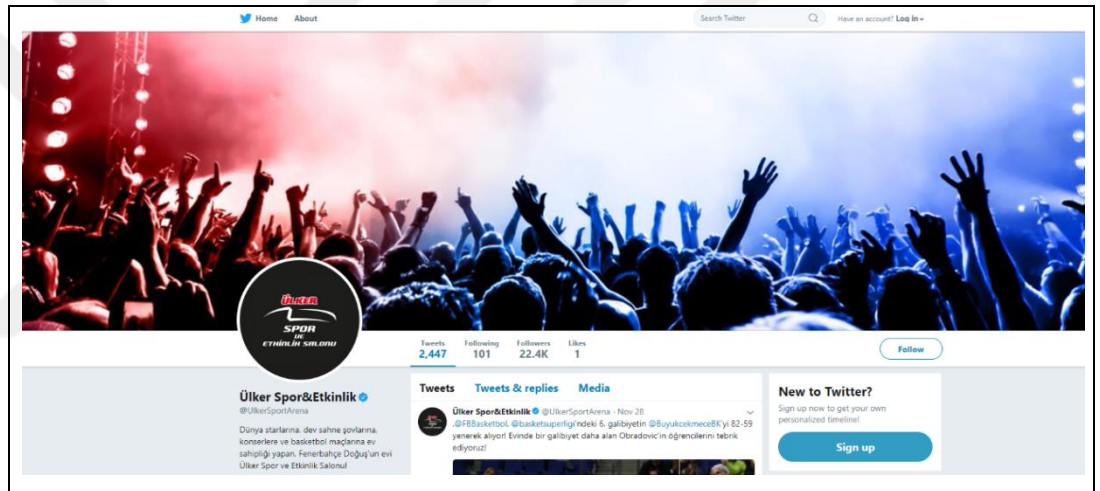 Home About Search Twitter Have an account? Log in
ÜLKER
SPOR
VE
ETKİNLİK SALONU
Tweets Following Followers Likes
2,447 101 22.4K 1
Follow
Ülker Spor&Etkinlik
@UlkerSportArena
Dünya starlarına, dev sahne şovlarına,
konserlere ve basketbol maçlarına ev
sahipliği yapan, Fenerbahçe Doğuş'un evi
Ülker Spor ve Etkinlik Salonu!
Tweets Tweets & replies Media
Ülker Spor&Etkinlik @UlkerSportArena · Nov 28
.@FBBasketbol, @basketsuperligi'ndeki 6. galibiyetin @BuyukcekmeceBK'yi 82-59
yenerek alıyor! Evinde bir galibiyet daha alan Obradovic'in öğrencilerini tebrik
ediyoruz!
New to Twitter?
Sign up now to get your own
personalized timeline!
Sign up